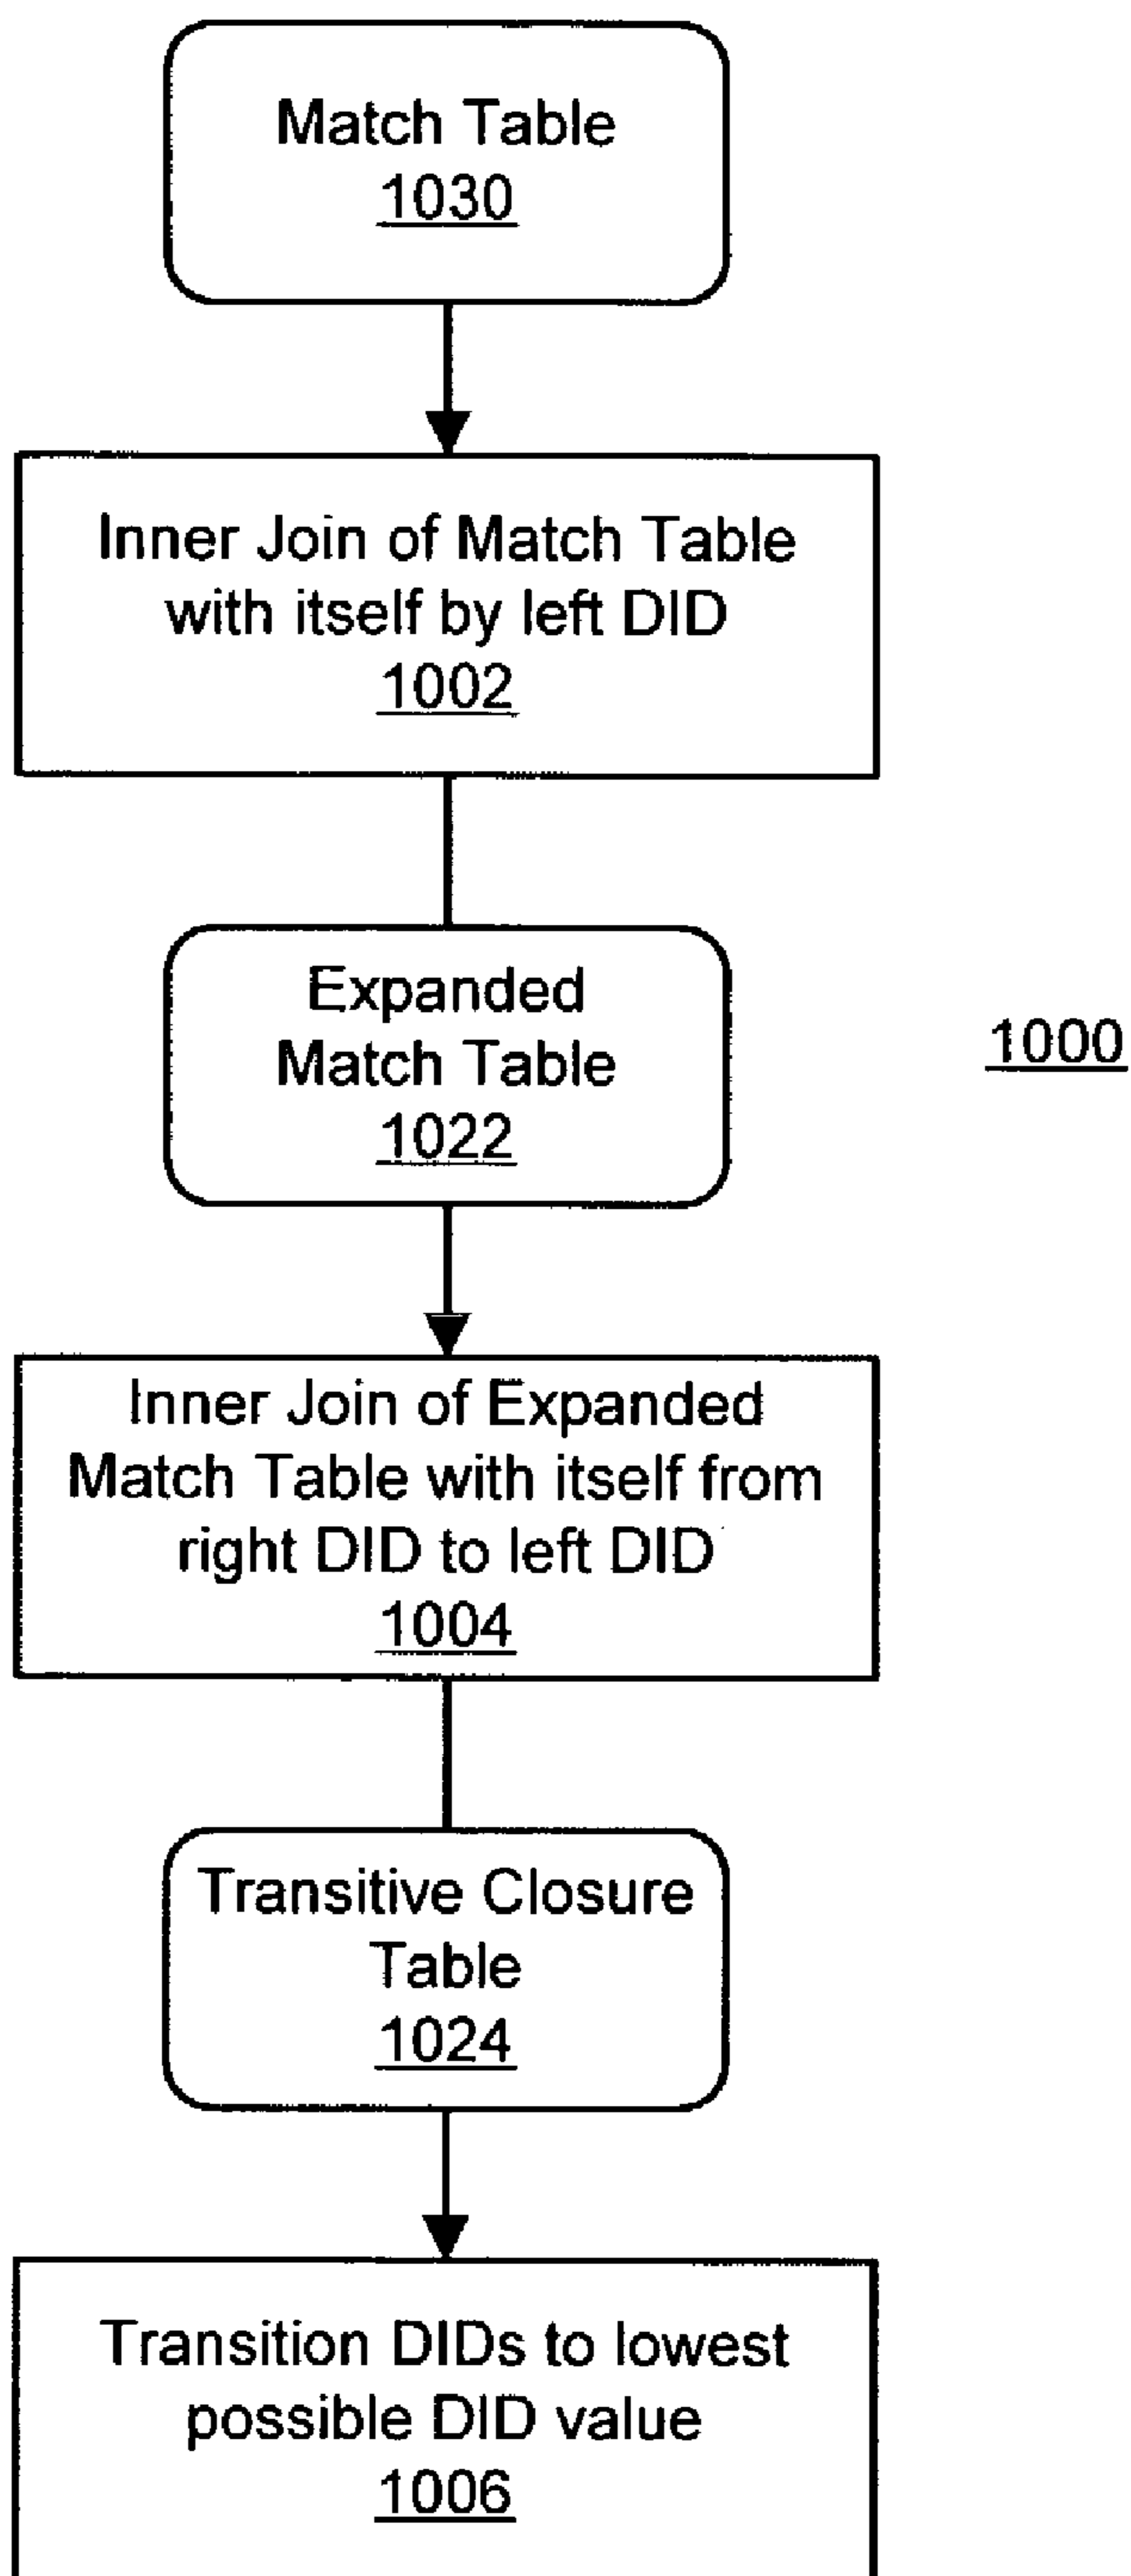 Match Table
1030
Inner Join of Match Table
with itself by left DID
1002
Expanded
Match Table
1022
1000
Inner Join of Expanded
Match Table with itself from
right DID to left DID
1004
Transitive Closure
Table
1024
Transition DIDs to lowest
possible DID value
1006